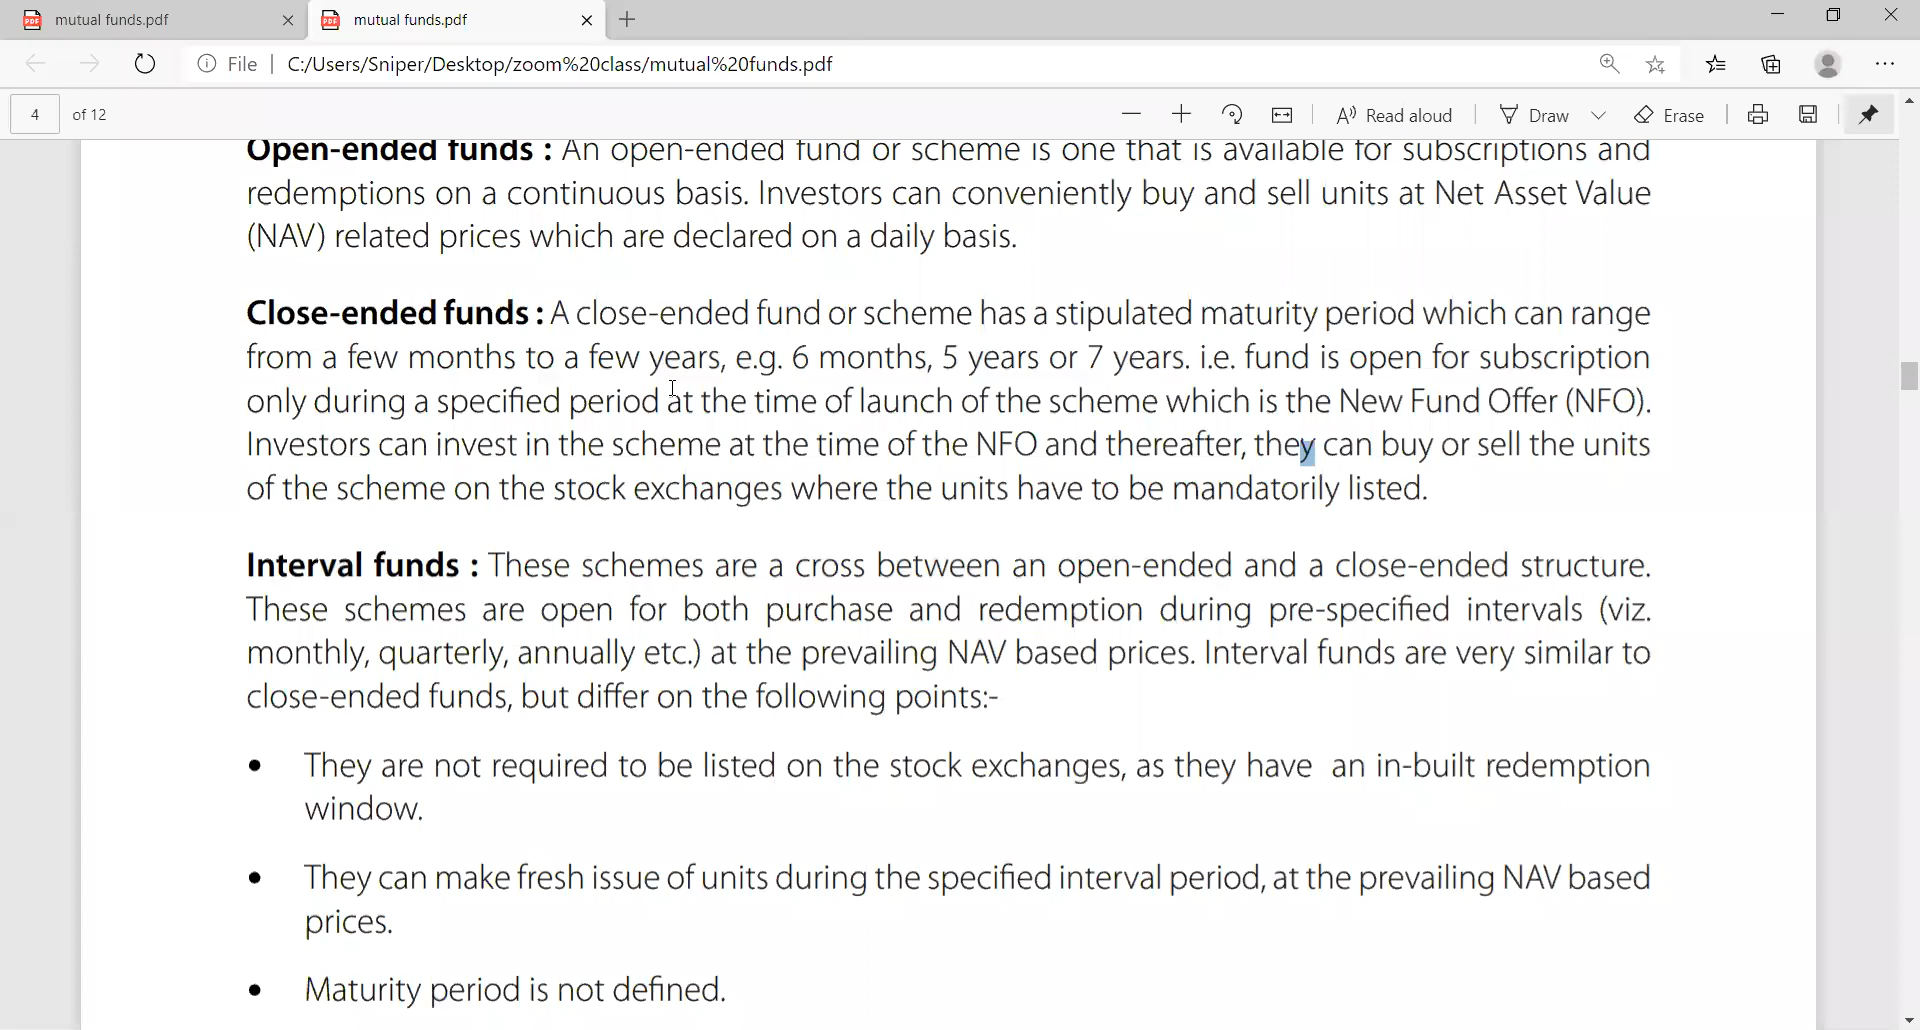 mutual funds.pdf
mutual funds.pdf
File
C:/Users/Sniper/Desktop/zoom%20class/mutual%20funds.pdf
4 of 12
Read aloud
Draw
Erase
Open-ended funds : An open-ended fund or scheme is one that is available for subscriptions and
redemptions on a continuous basis. Investors can conveniently buy and sell units at Net Asset Value
(NAV) related prices which are declared on a daily basis.
Close-ended funds : A close-ended fund or scheme has a stipulated maturity period which can range
from a few months to a few years, e.g. 6 months, 5 years or 7 years. i.e. fund is open for subscription
only during a specified period at the time of launch of the scheme which is the New Fund Offer (NFO).
Investors can invest in the scheme at the time of the NFO and thereafter, they can buy or sell the units
of the scheme on the stock exchanges where the units have to be mandatorily listed.
Interval funds : These schemes are a cross between an open-ended and a close-ended structure.
These schemes are open for both purchase and redemption during pre-specified intervals (viz.
monthly, quarterly, annually etc.) at the prevailing NAV based prices. Interval funds are very similar to
close-ended funds, but differ on the following points:-
• They are not required to be listed on the stock exchanges, as they have an in-built redemption
window.
• They can make fresh issue of units during the specified interval period, at the prevailing NAV based
prices.
• Maturity period is not defined.